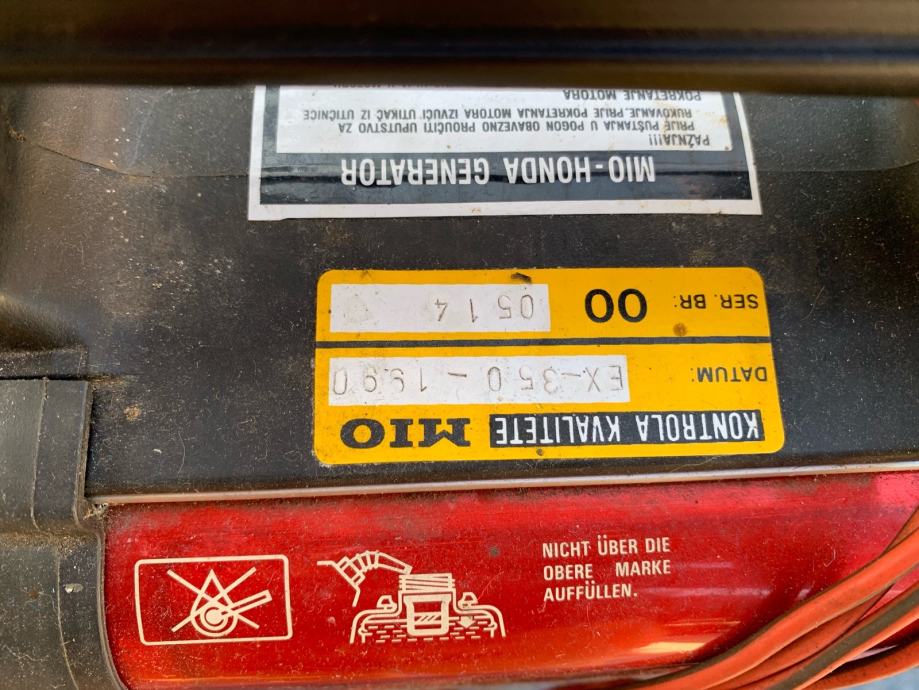 MIO - HONDA GENERATOR
PAŽNJA!!!
PRIJE PUŠTANJA U POGON OBAVEZNO PROUČITI UPUTSTVO ZA
RUKOVANJE. PRIJE POKRETANJA MOTORA IZVUĆI UTIKAČ IZ UTIČNICE
POKRETANJE MOTORA
KONTROLA KVALITETE MIO
DATUM: EX-350-1990
SER. BR: 00 0514
NICHT ÜBER DIE
OBERE MARKE
AUFFÜLLEN.